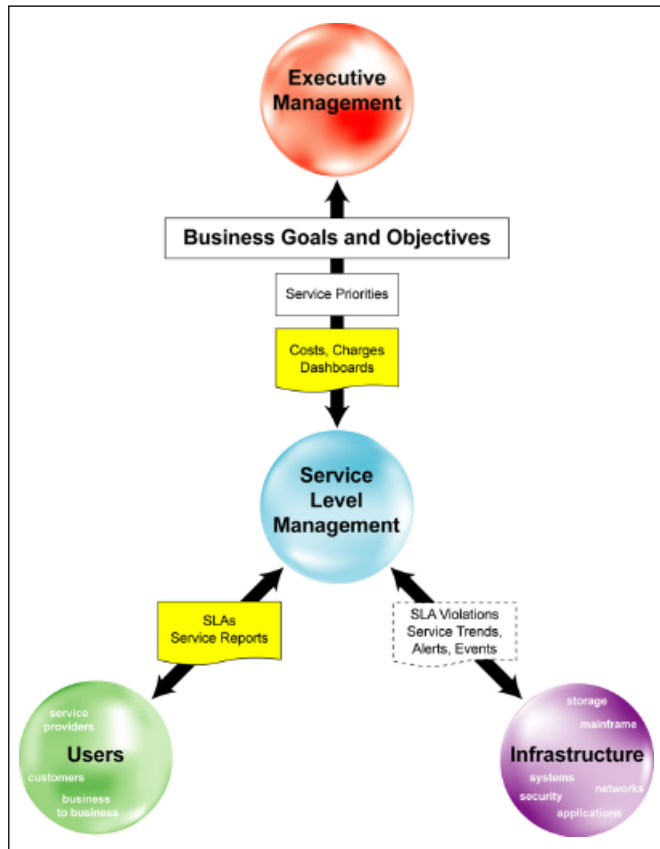 Executive
Management
Business Goals and Objectives
Service Priorities
Costs, Charges
Dashboards
Service
Level
Management
SLAs
Service Reports
SLA Violations
Service Trends,
Alerts, Events
service
providers
Users
customers
business
to business
storage
mainframe
Infrastructure
systems
networks
security
applications